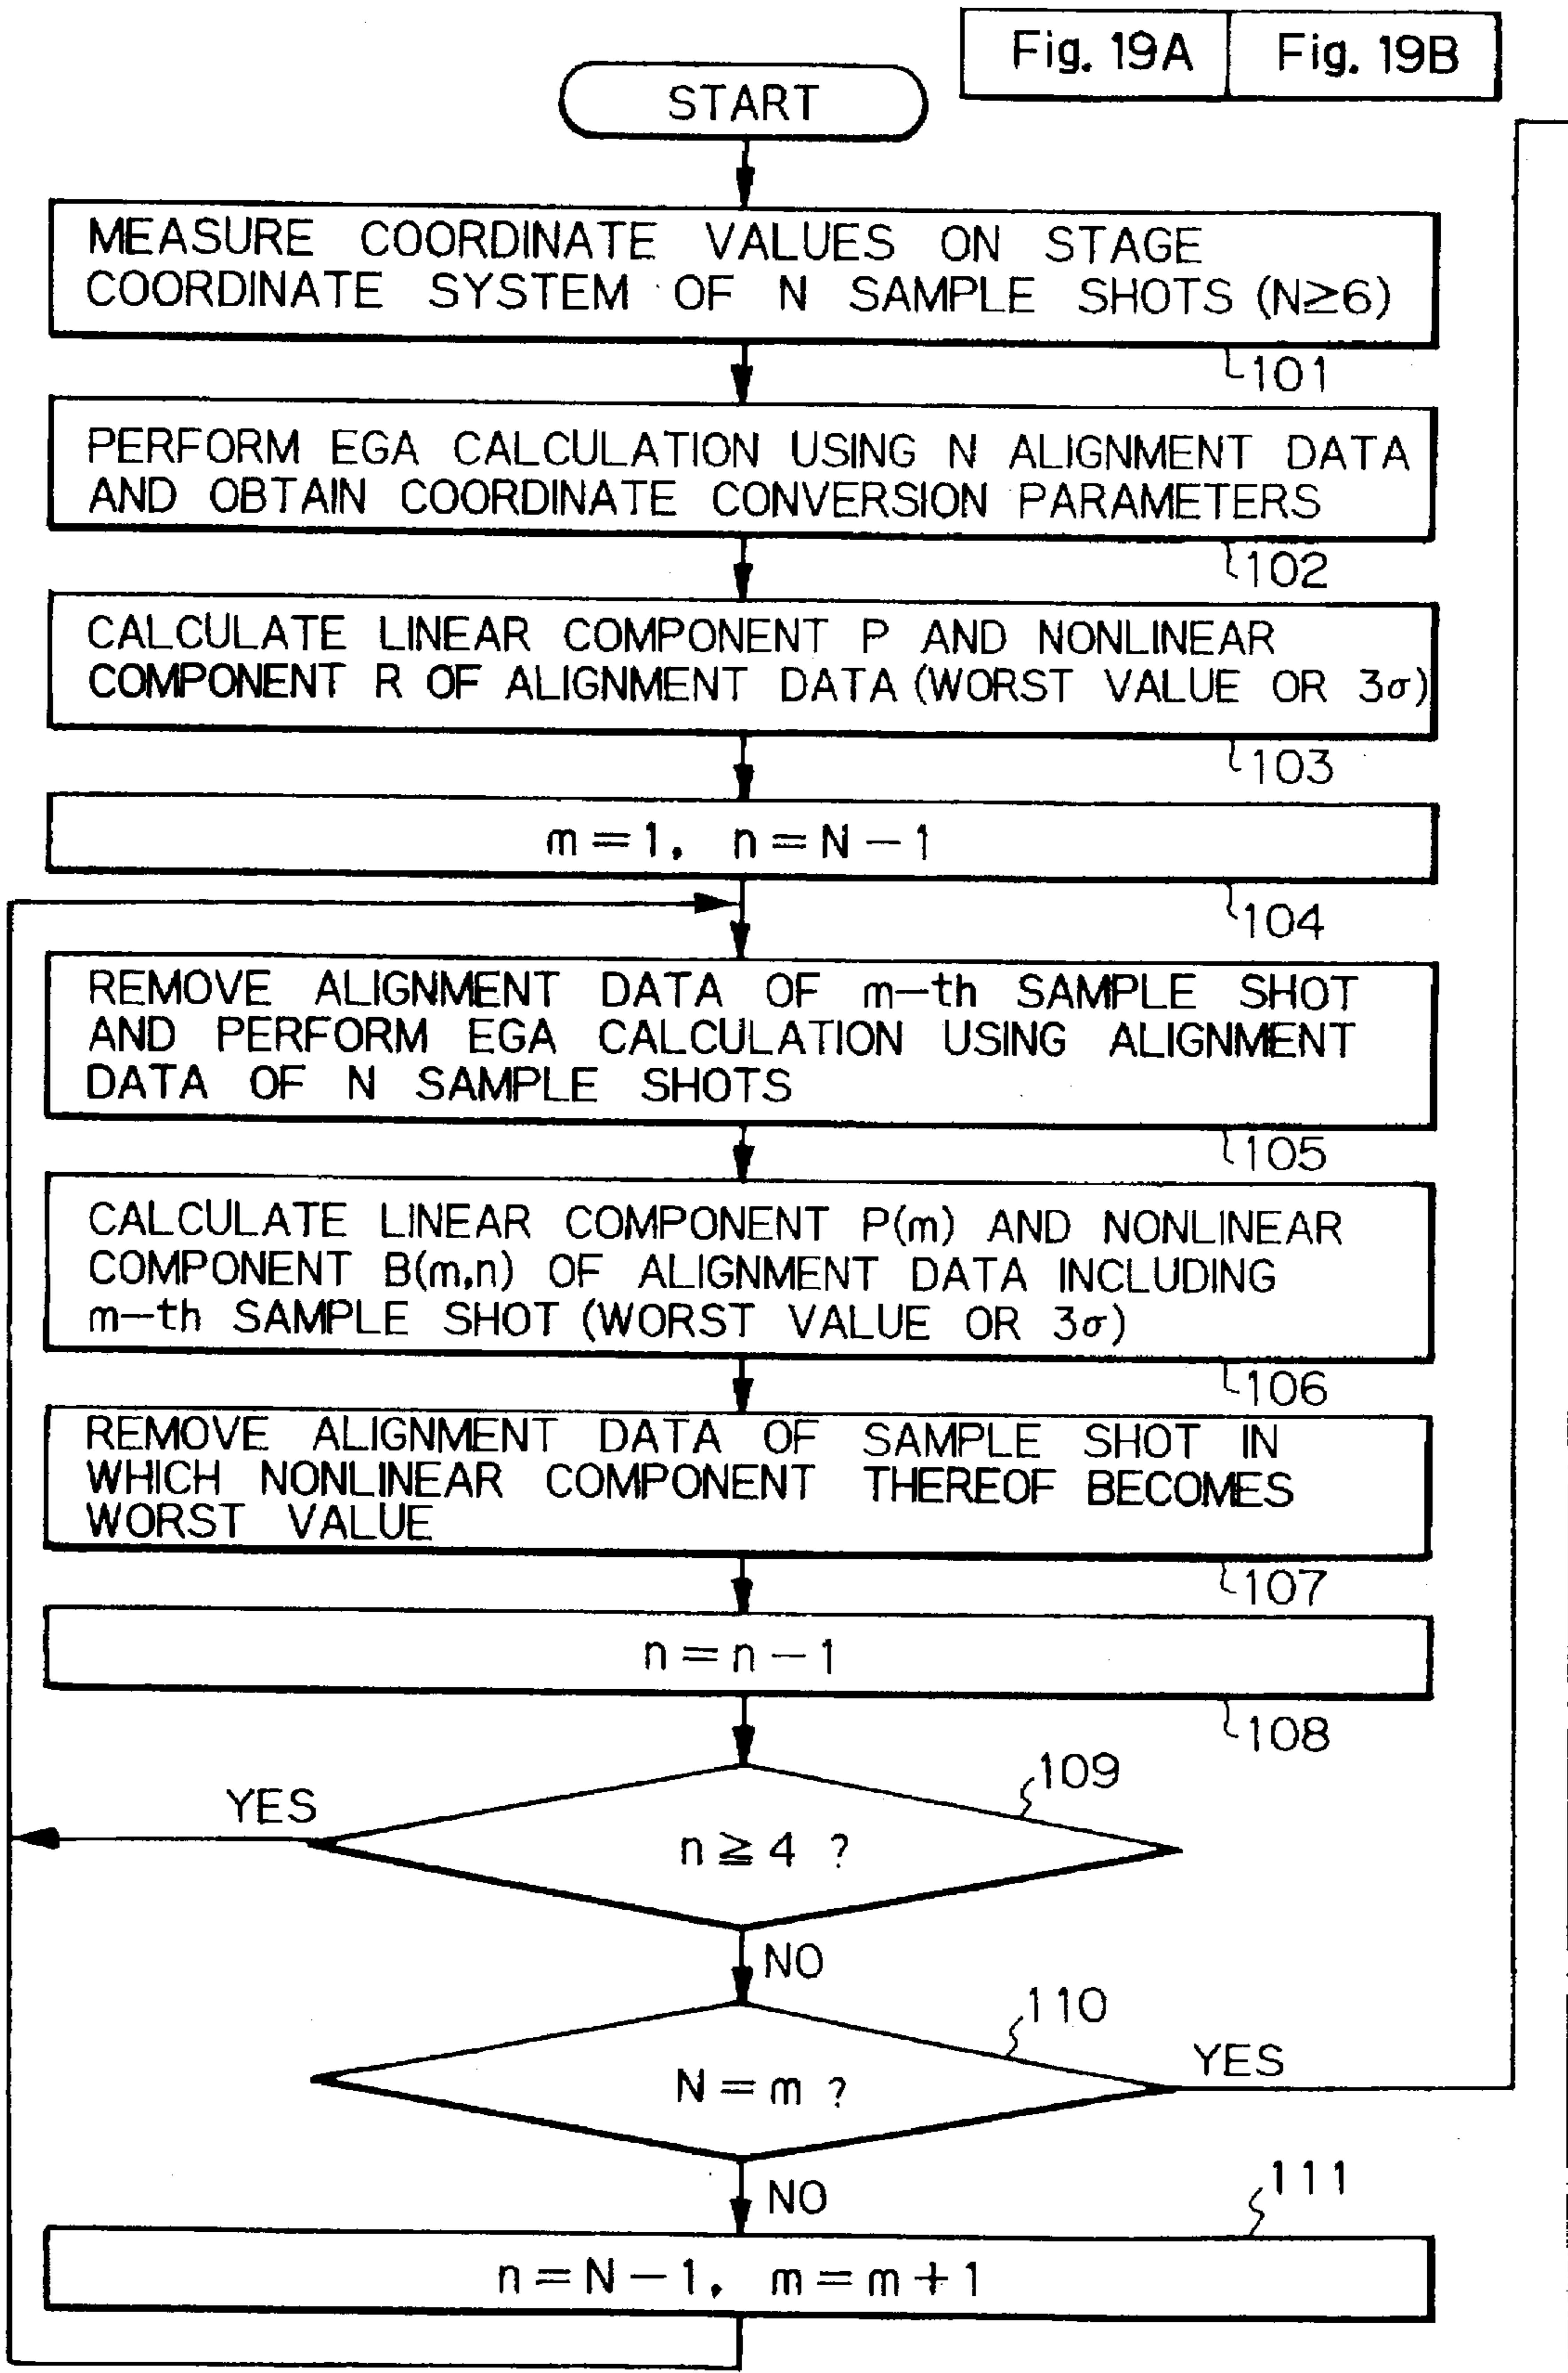 Fig. 19A Fig. 19B
START
MEASURE COORDINATE VALUES ON STAGE
COORDINATE SYSTEM OF N SAMPLE SHOTS (N≥6)
101
PERFORM EGA CALCULATION USING N ALIGNMENT DATA
AND OBTAIN COORDINATE CONVERSION PARAMETERS
102
CALCULATE LINEAR COMPONENT P AND NONLINEAR
COMPONENT R OF ALIGNMENT DATA (WORST VALUE OR 3σ)
103
m=1, n=N-1
104
REMOVE ALIGNMENT DATA OF m-th SAMPLE SHOT
AND PERFORM EGA CALCULATION USING ALIGNMENT
DATA OF N SAMPLE SHOTS
105
CALCULATE LINEAR COMPONENT P(m) AND NONLINEAR
COMPONENT B(m,n) OF ALIGNMENT DATA INCLUDING
m-th SAMPLE SHOT (WORST VALUE OR 3σ)
106
REMOVE ALIGNMENT DATA OF SAMPLE SHOT IN
WHICH NONLINEAR COMPONENT THEREOF BECOMES
WORST VALUE
107
n=n-1
108
109
YES
n≧4 ?
NO
110
N=m ?
YES
NO
111
n=N-1, m=m+1